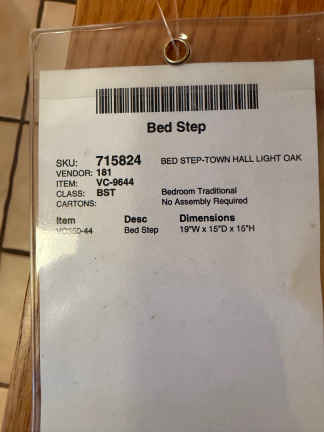 Bed Step
SKU: 715824 BED STEP-TOWN HALL LIGHT OAK
VENDOR: 181
ITEM: VC-9644
CLASS: BST Bedroom Traditional
CARTONS: No Assembly Required
Item Desc Dimensions
Bed Step 19"W x 15"D x 15"H